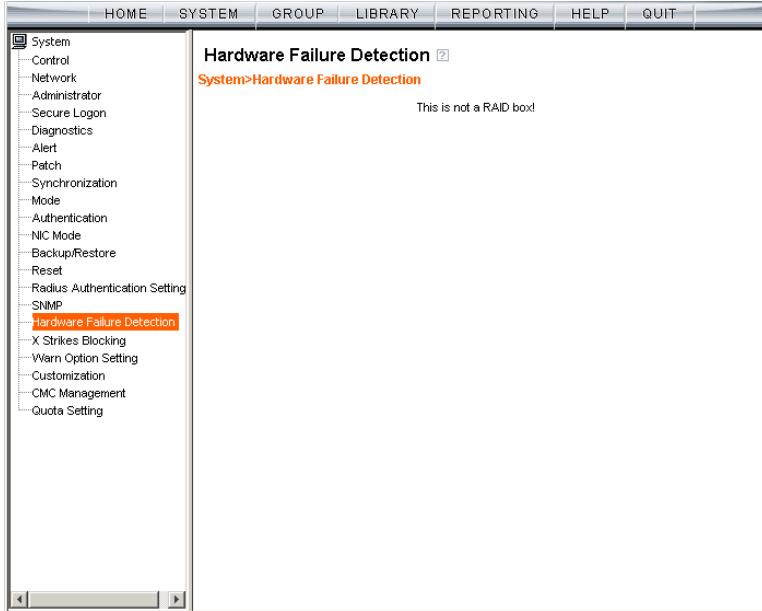 HOME SYSTEM GROUP LIBRARY REPORTING HELP QUIT
System
Control
Network
Administrator
Secure Logon
Diagnostics
Alert
Patch
Synchronization
Mode
Authentication
NIC Mode
Backup/Restore
Reset
Radius Authentication Setting
SNMP
Hardware Failure Detection
X Strikes Blocking
Warn Option Setting
Customization
CMC Management
Quota Setting
Hardware Failure Detection ?
System>Hardware Failure Detection
This is not a RAID box!